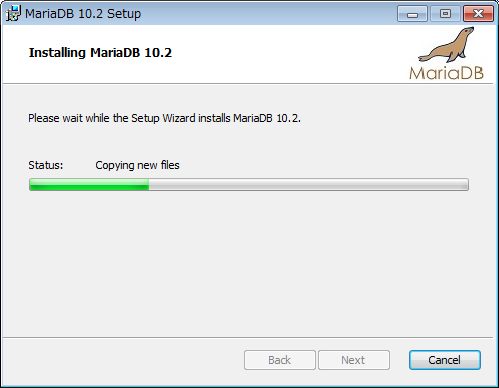 MariaDB 10.2 Setup
Installing MariaDB 10.2
MariaDB
Please wait while the Setup Wizard installs MariaDB 10.2.
Status: Copying new files
Back Next Cancel